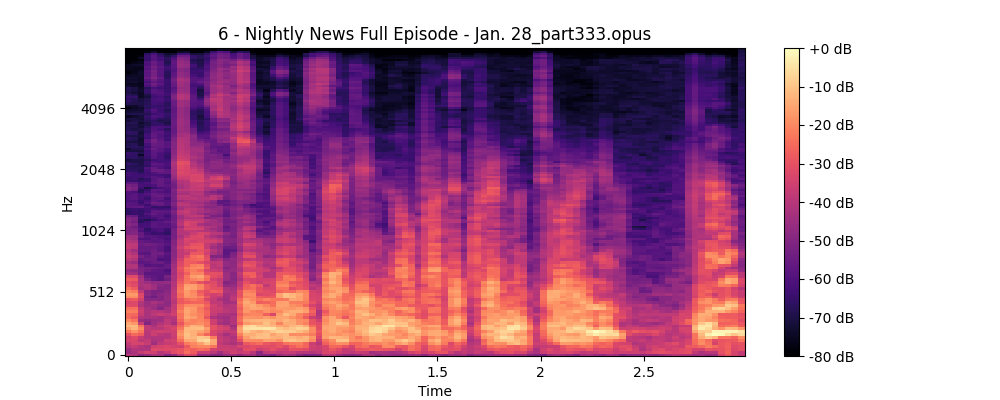 6 - Nightly News Full Episode - Jan. 28_part333.opus
+0 dB
4096
-10 dB
-20 dB
2048
-30 dB
Hz
-40 dB
1024
-50 dB
512
-60 dB
-70 dB
0
-80 dB
0 0.5 1 1.5 2 2.5
Time